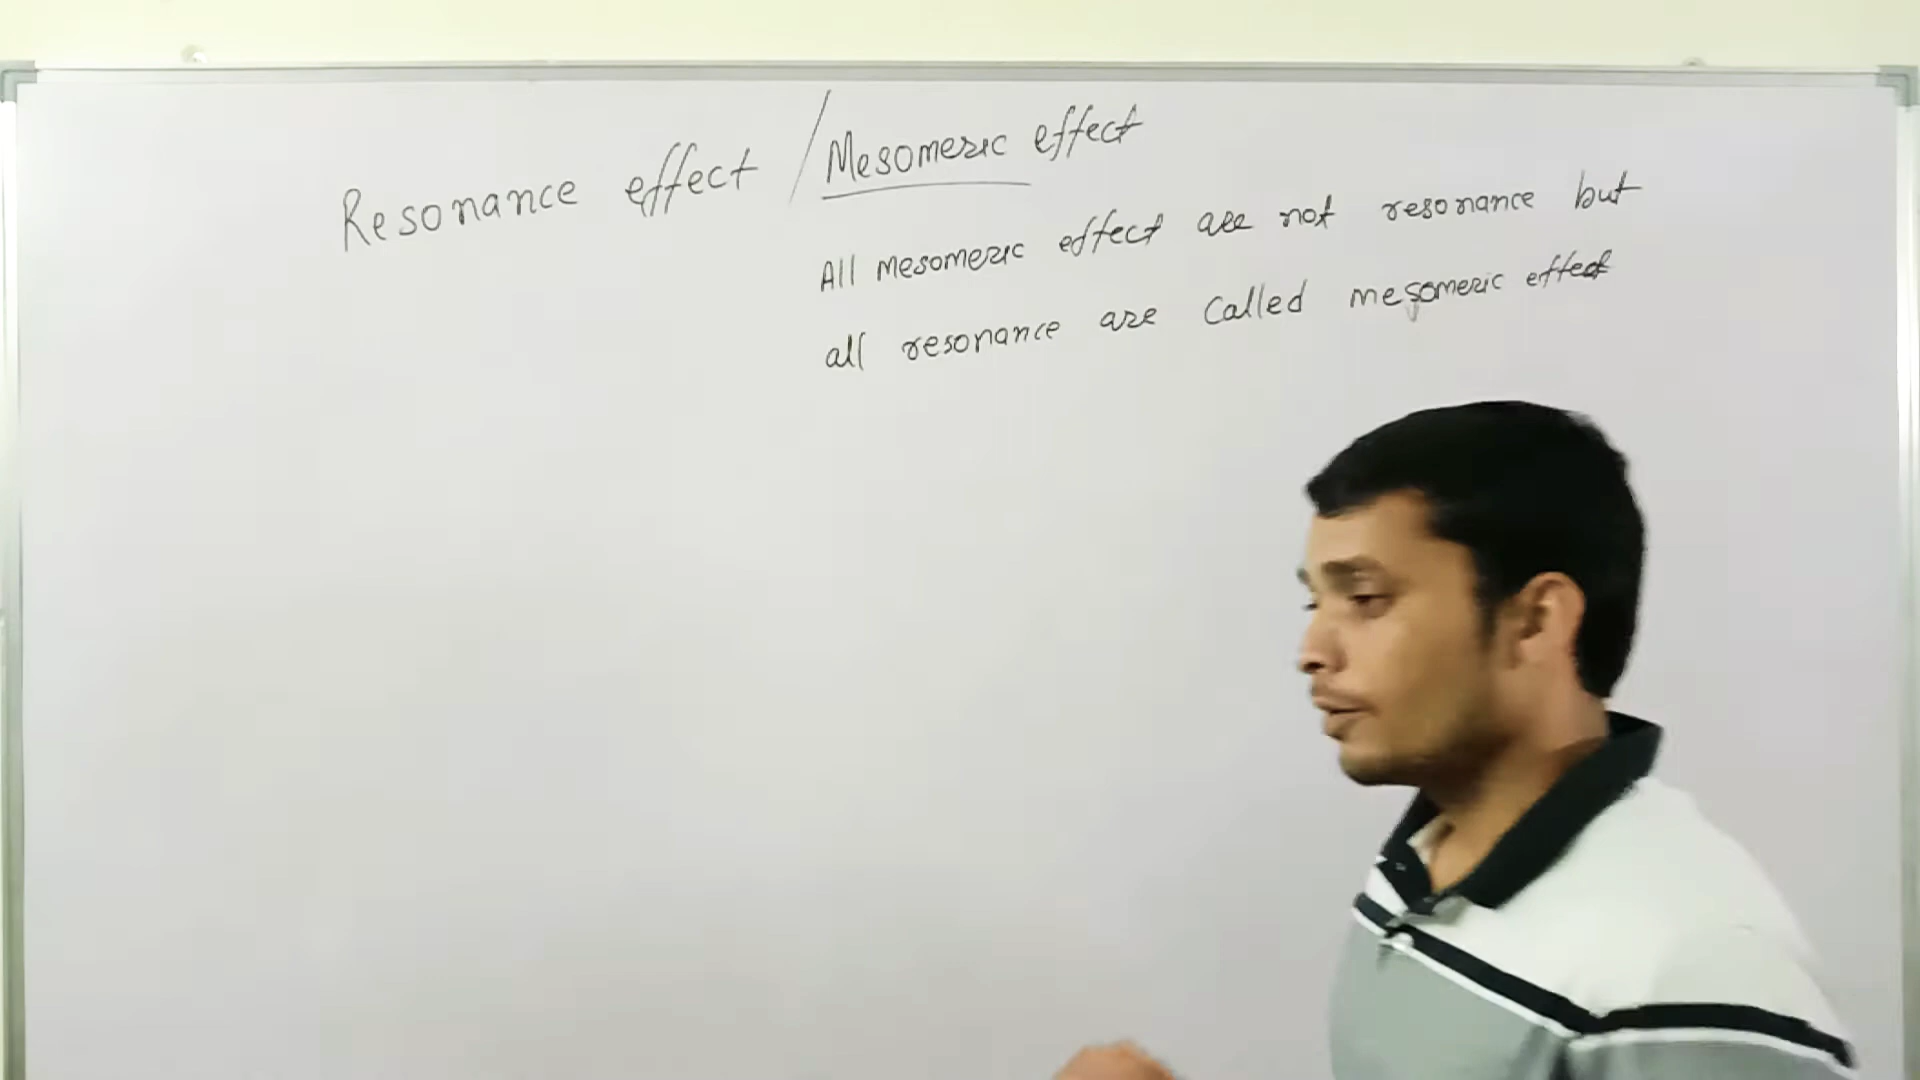 Resonance effect / Mesomeric effect
All mesomeric effect are not resonance but
all resonance are called mesomeric effect